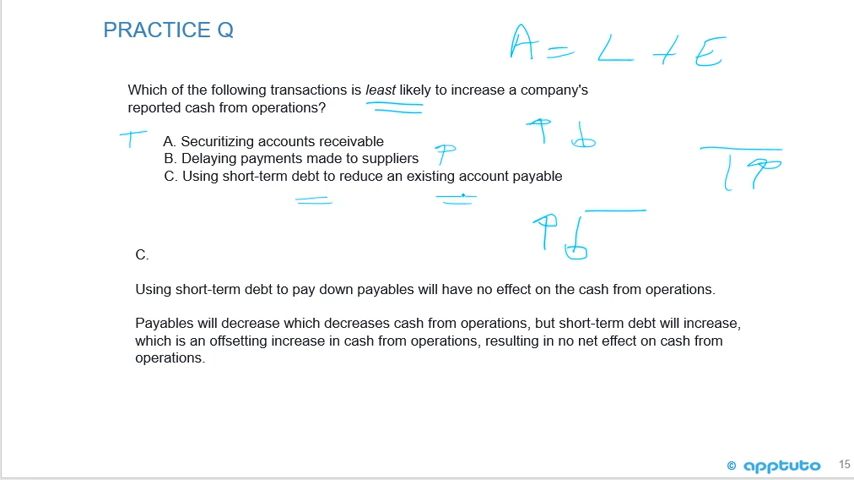 PRACTICE Q
A = L + E
Which of the following transactions is least likely to increase a company's
reported cash from operations?
A. Securitizing accounts receivable
B. Delaying payments made to suppliers
C. Using short-term debt to reduce an existing account payable
C.
Using short-term debt to pay down payables will have no effect on the cash from operations.
Payables will decrease which decreases cash from operations, but short-term debt will increase,
which is an offsetting increase in cash from operations, resulting in no net effect on cash from
operations.
© apptuto 15